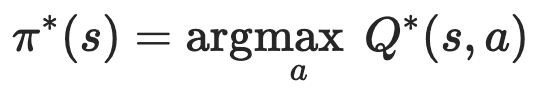 π*(s) = argmax Q*(s, a)
a